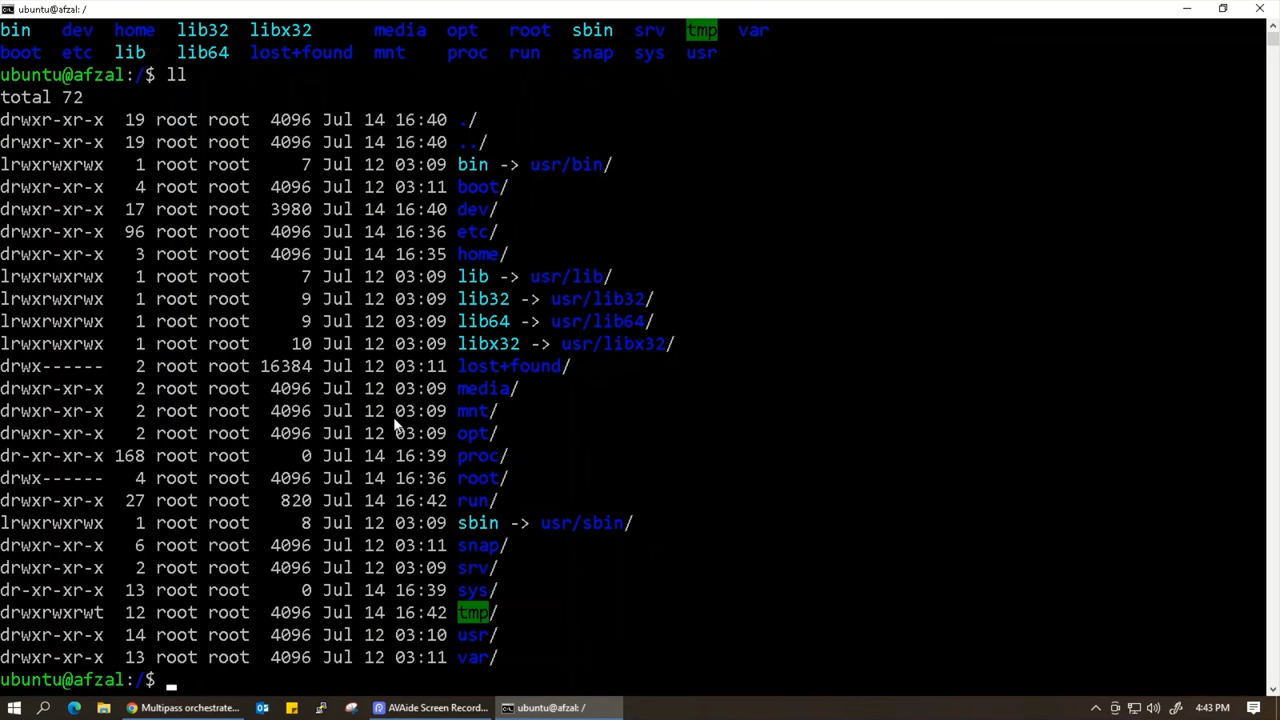 ubuntu@afzal: /
bin dev home lib32 libx32 media opt root sbin srv tmp var
boot etc lib lib64 lost+found mnt proc run snap sys usr
ubuntu@afzal:/$ ll
total 72
drwxr-xr-x 19 root root 4096 Jul 14 16:40 ./
drwxr-xr-x 19 root root 4096 Jul 14 16:40 ../
lrwxrwxrwx 1 root root 7 Jul 12 03:09 bin -> usr/bin/
drwxr-xr-x 4 root root 4096 Jul 12 03:11 boot/
drwxr-xr-x 17 root root 3980 Jul 14 16:40 dev/
drwxr-xr-x 96 root root 4096 Jul 14 16:36 etc/
drwxr-xr-x 3 root root 4096 Jul 14 16:35 home/
lrwxrwxrwx 1 root root 7 Jul 12 03:09 lib -> usr/lib/
lrwxrwxrwx 1 root root 9 Jul 12 03:09 lib32 -> usr/lib32/
lrwxrwxrwx 1 root root 9 Jul 12 03:09 lib64 -> usr/lib64/
lrwxrwxrwx 1 root root 10 Jul 12 03:09 libx32 -> usr/libx32/
drwx------ 2 root root 16384 Jul 12 03:11 lost+found/
drwxr-xr-x 2 root root 4096 Jul 12 03:09 media/
drwxr-xr-x 2 root root 4096 Jul 12 03:09 mnt/
drwxr-xr-x 2 root root 4096 Jul 12 03:09 opt/
dr-xr-xr-x 168 root root 0 Jul 14 16:39 proc/
drwx------ 4 root root 4096 Jul 14 16:36 root/
drwxr-xr-x 27 root root 820 Jul 14 16:42 run/
lrwxrwxrwx 1 root root 8 Jul 12 03:09 sbin -> usr/sbin/
drwxr-xr-x 6 root root 4096 Jul 12 03:11 snap/
drwxr-xr-x 2 root root 4096 Jul 12 03:09 srv/
dr-xr-xr-x 13 root root 0 Jul 14 16:39 sys/
drwxrwxrwt 12 root root 4096 Jul 14 16:42 tmp/
drwxr-xr-x 14 root root 4096 Jul 12 03:10 usr/
drwxr-xr-x 13 root root 4096 Jul 12 03:11 var/
ubuntu@afzal:/$
Multipass orchestrate... AVAide Screen Record... ubuntu@afzal: / 4:43 PM